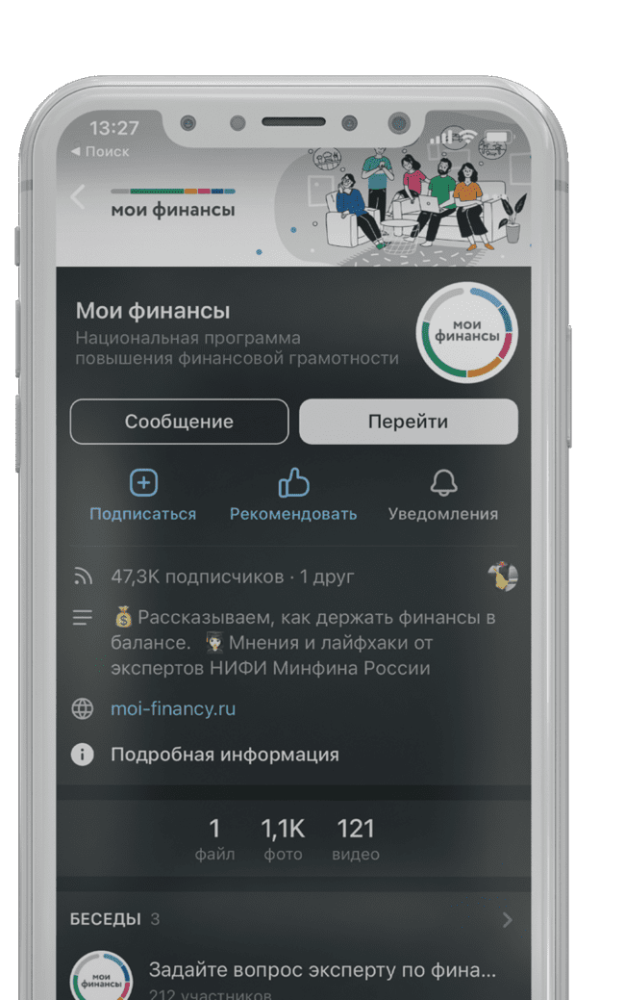 13:27
Поиск
мои финансы
Мои финансы
Национальная программа
повышения финансовой грамотности
мои
финансы
Сообщение
Перейти
Подписаться
Рекомендовать
Уведомления
47,3K подписчиков · 1 друг
Рассказываем, как держать финансы в
балансе. Мнения и лайфхаки от
экспертов НИФИ Минфина России
moi-financy.ru
Подробная информация
1
1,1K
121
файл
фото
видео
БЕСЕДЫ 3
мои
финансы
Задайте вопрос эксперту по фина...
212 участников